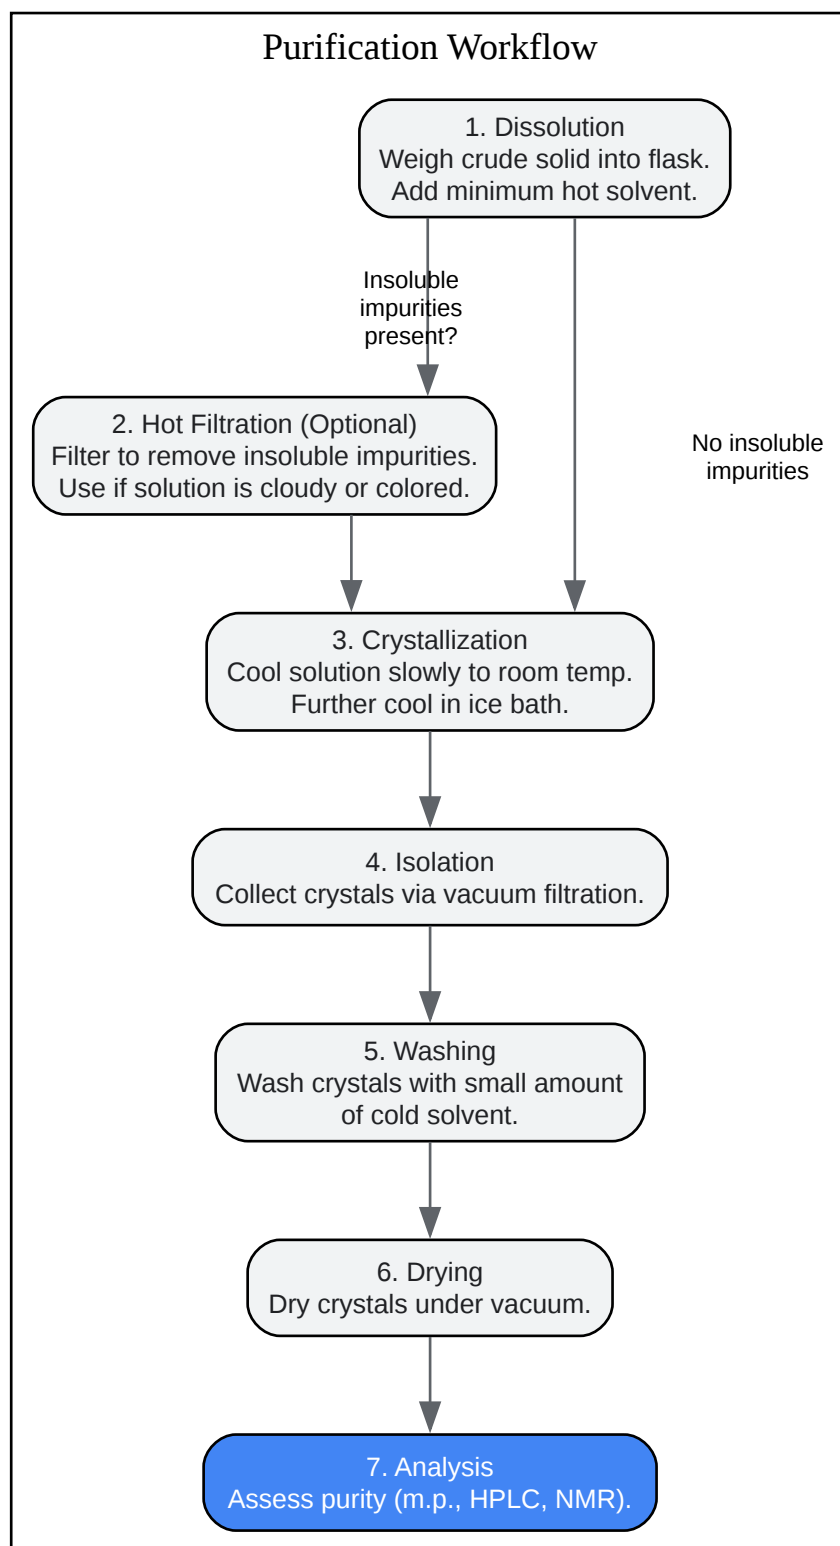 Purification Workflow
1. Dissolution
Weigh crude solid into flask.
Add minimum hot solvent.
Insoluble
impurities
present?
2. Hot Filtration (Optional)
Filter to remove insoluble impurities.
Use if solution is cloudy or colored.
No insoluble
impurities
3. Crystallization
Cool solution slowly to room temp.
Further cool in ice bath.
4. Isolation
Collect crystals via vacuum filtration.
5. Washing
Wash crystals with small amount
of cold solvent.
6. Drying
Dry crystals under vacuum.
7. Analysis
Assess purity (m.p., HPLC, NMR).